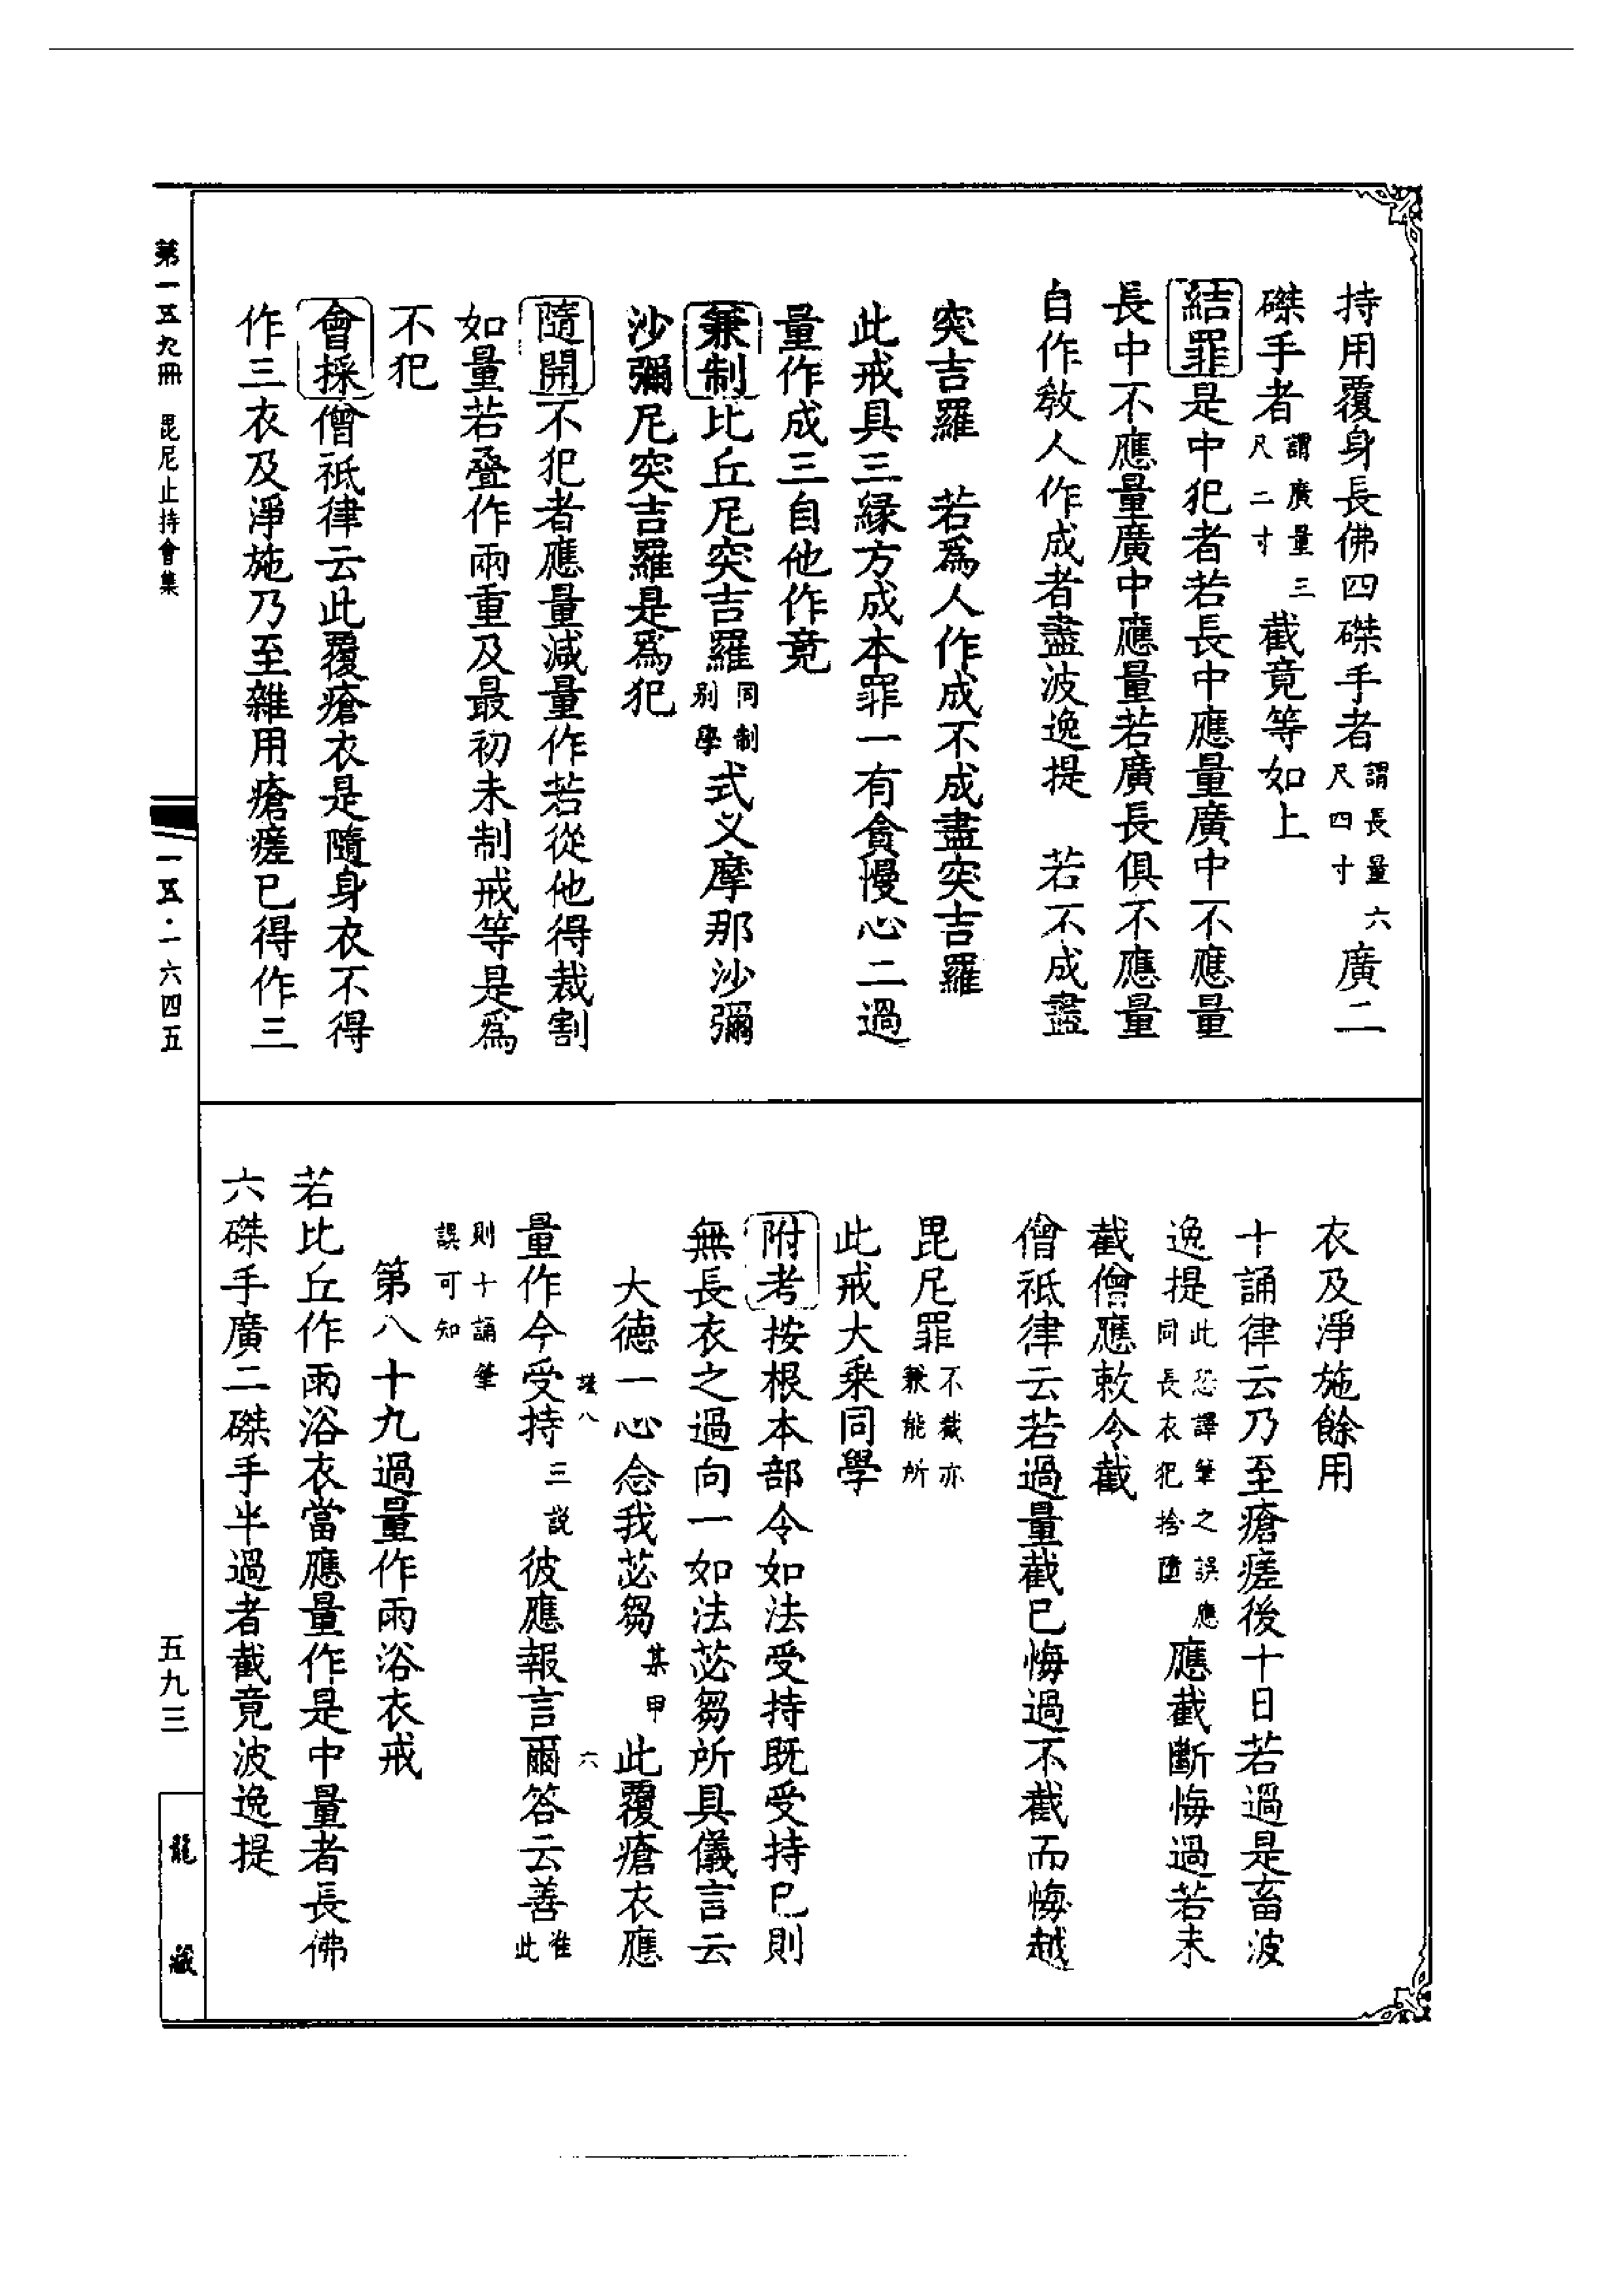 持用覆身長佛四磔手者謂長量六尺四寸廣二
磔手者謂廣量三尺二寸截竟等如上
結罪是中犯者若長中應量廣中不應量
長中不應量廣中應量若廣長俱不應量
自作教人作成者盡波逸提　若不成盡
突吉羅　若為人作成不成盡突吉羅
此戒具三緣方成本罪一有貪慢心二過
量作成三自他作竟
兼制比丘尼突吉羅同制別學式叉摩那沙彌
沙彌尼突吉羅是為犯
隨開不犯者應量減量作若從他得裁割
如量若疊作兩重及最初未制戒等是為
不犯
會採僧祇律云此覆瘡衣是隨身衣不得
作三衣及淨施乃至雜用瘡瘥已得作三
衣及淨施餘用
十誦律云乃至瘡瘥後十日若過是畜波
逸提此恐譯筆之誤應同長衣犯捨墮應截斷悔過若未
截僧應敕令截
僧祇律云若過量截已悔過不截而悔越
毘尼罪不截亦兼能所
此戒大乘同學
附考按根本部令如法受持既受持已則
無長衣之過向一如法苾芻所具儀言云
大德一心念我苾芻某甲此覆瘡衣應
量作今受持三說彼應報言爾答云善準此
則十誦筆誤可知
第八十九過量作雨浴衣戒
若比丘作雨浴衣當應量作是中量者長佛
六磔手廣二磔手半過者截竟波逸提
第一五九冊　毘尼止持會集
一五·一六四五
五九三
龍藏